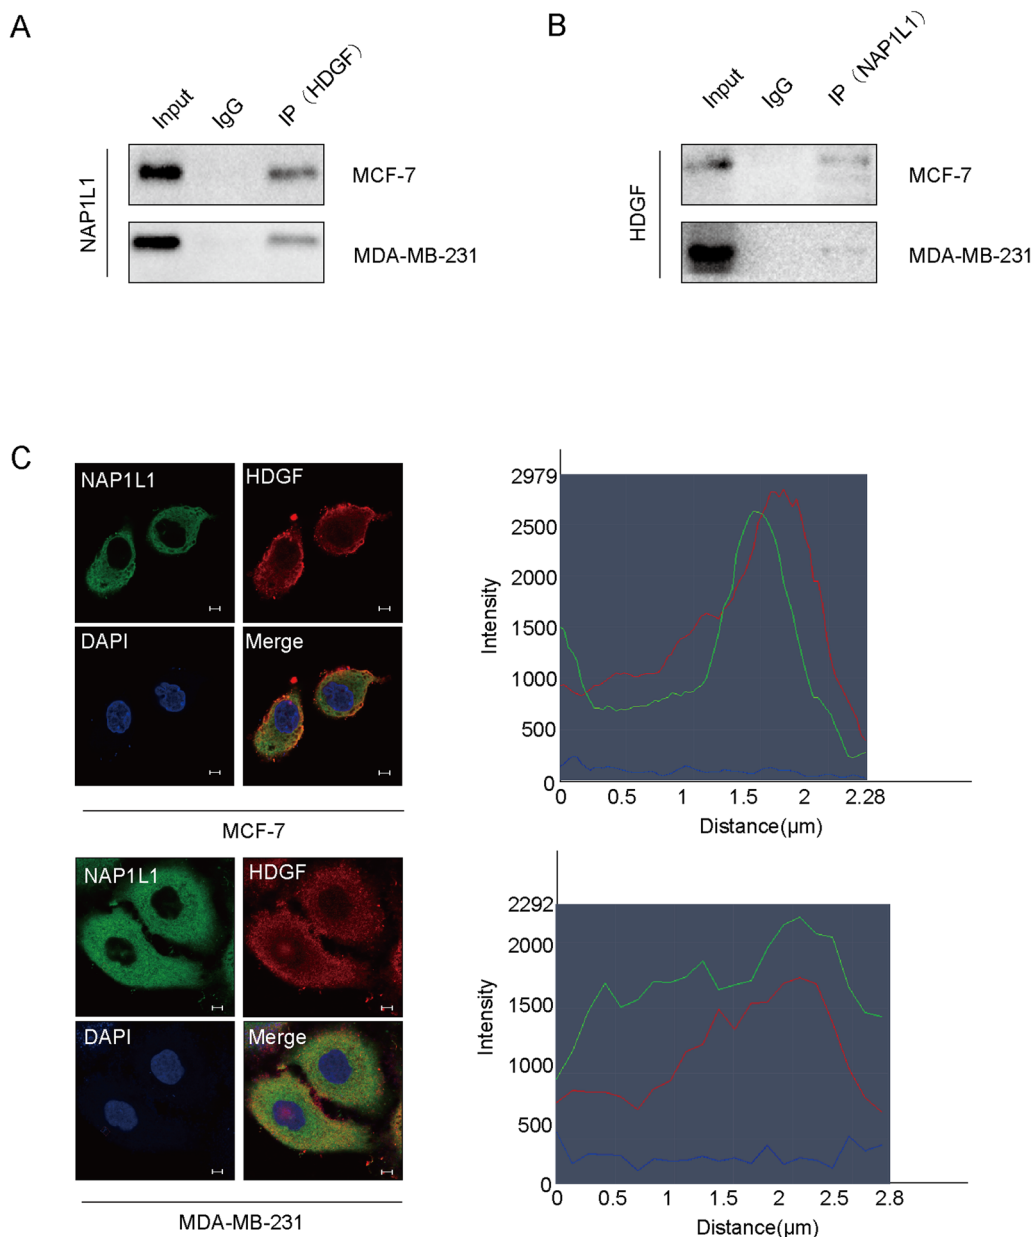 A
Input
IgG
IP（HDGF）
NAP1L1
MCF-7
MDA-MB-231
B
Input
IgG
IP（NAP1L1）
HDGF
MCF-7
MDA-MB-231
C
NAP1L1
HDGF
DAPI
Merge
MCF-7
2979
2500
2000
1500
1000
500
0
Intensity
0 0.5 1 1.5 2 2.28
Distance(μm)
NAP1L1
HDGF
DAPI
Merge
MDA-MB-231
2292
2000
1500
1000
500
0
Intensity
0 0.5 1 1.5 2 2.5 2.8
Distance(μm)